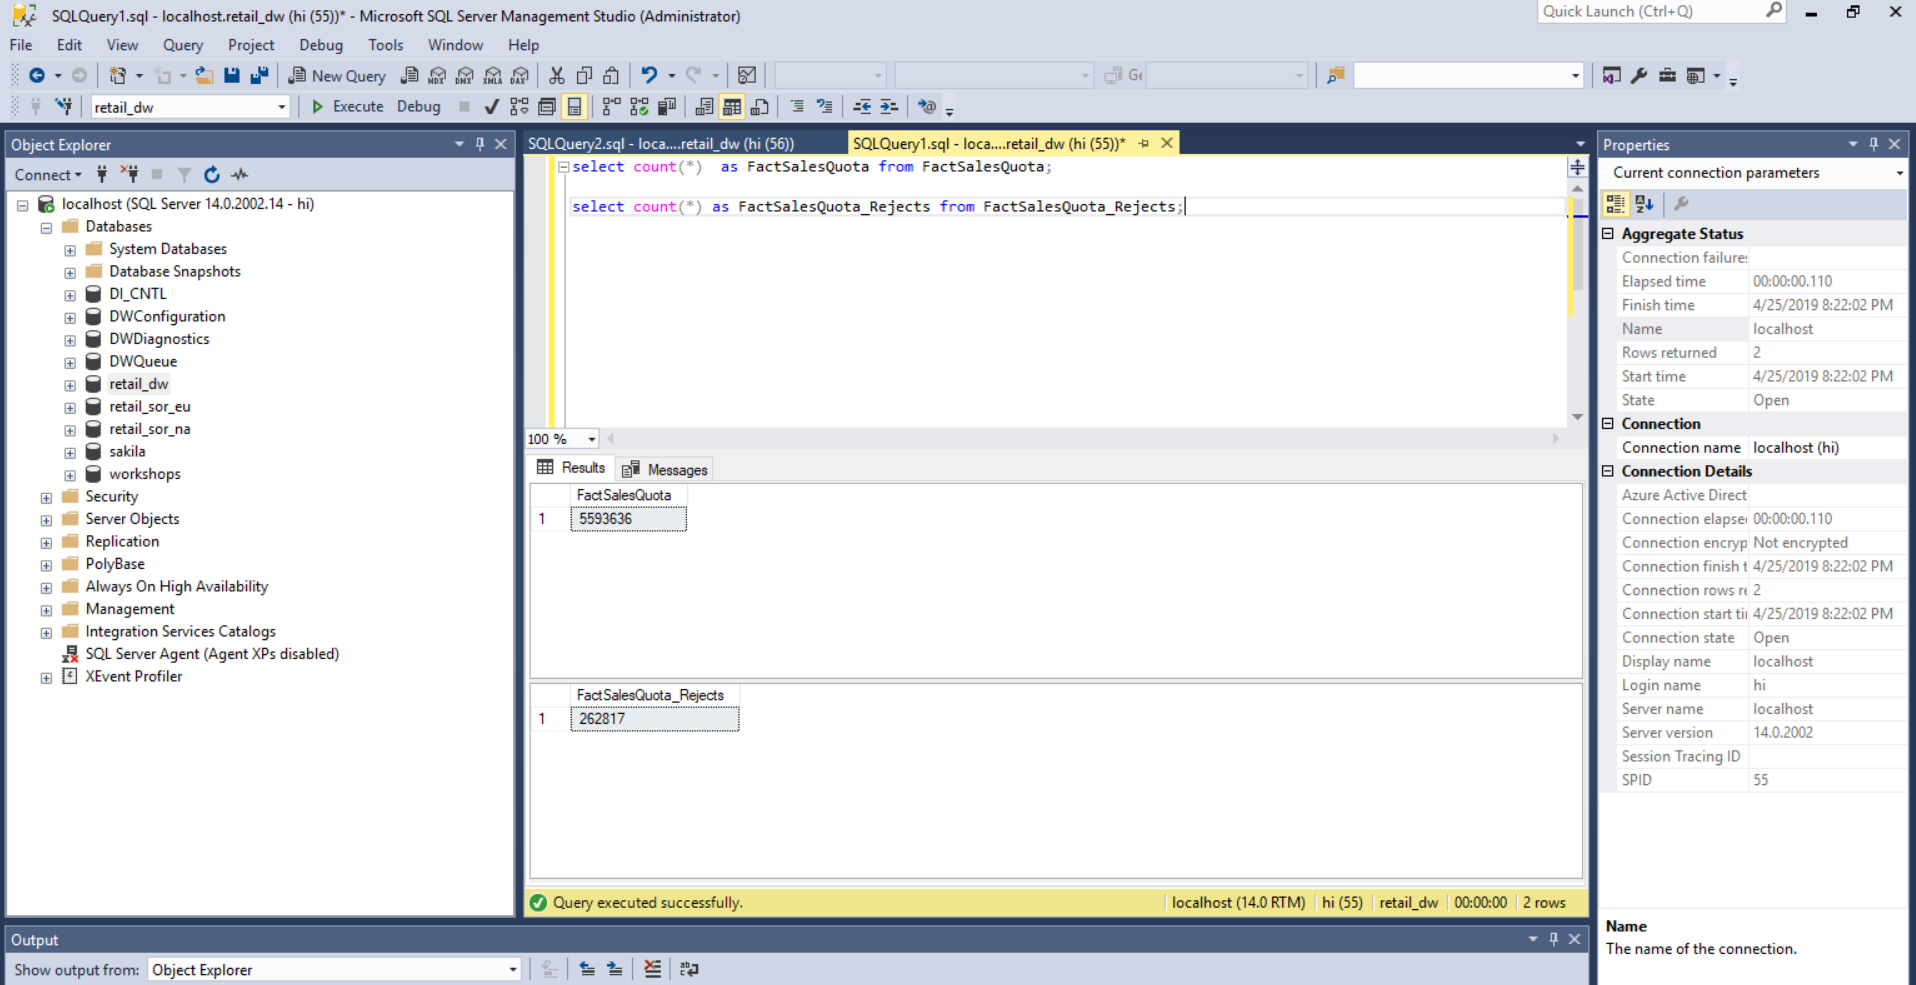 SQLQuery1.sql - localhost.retail_dw (hi (55))* - Microsoft SQL Server Management Studio (Administrator)
Quick Launch (Ctrl+Q)
File Edit View Query Project Debug Tools Window Help
New Query MDX DMX XMLA DAX Ge
retail_dw Execute Debug
Object Explorer
Connect
localhost (SQL Server 14.0.2002.14 - hi)
Databases
System Databases
Database Snapshots
DI_CNTL
DWConfiguration
DWDiagnostics
DWQueue
retail_dw
retail_sor_eu
retail_sor_na
sakila
workshops
Security
Server Objects
Replication
PolyBase
Always On High Availability
Management
Integration Services Catalogs
SQL Server Agent (Agent XPs disabled)
XEvent Profiler
SQLQuery2.sql - loca....retail_dw (hi (56))
SQLQuery1.sql - loca....retail_dw (hi (55))*
select count(*)  as FactSalesQuota from FactSalesQuota;
select count(*) as FactSalesQuota_Rejects from FactSalesQuota_Rejects;
100 %
Results Messages
FactSalesQuota
1 5593636
FactSalesQuota_Rejects
1 262817
Query executed successfully.
localhost (14.0 RTM) hi (55) retail_dw 00:00:00 2 rows
Properties
Current connection parameters
Aggregate Status
Connection failures
Elapsed time 00:00:00.110
Finish time 4/25/2019 8:22:02 PM
Name localhost
Rows returned 2
Start time 4/25/2019 8:22:02 PM
State Open
Connection
Connection name localhost (hi)
Connection Details
Azure Active Direct
Connection elapse 00:00:00.110
Connection encryp Not encrypted
Connection finish t 4/25/2019 8:22:02 PM
Connection rows re 2
Connection start tii 4/25/2019 8:22:02 PM
Connection state Open
Display name localhost
Login name hi
Server name localhost
Server version 14.0.2002
Session Tracing ID
SPID 55
Name
The name of the connection.
Output
Show output from: Object Explorer